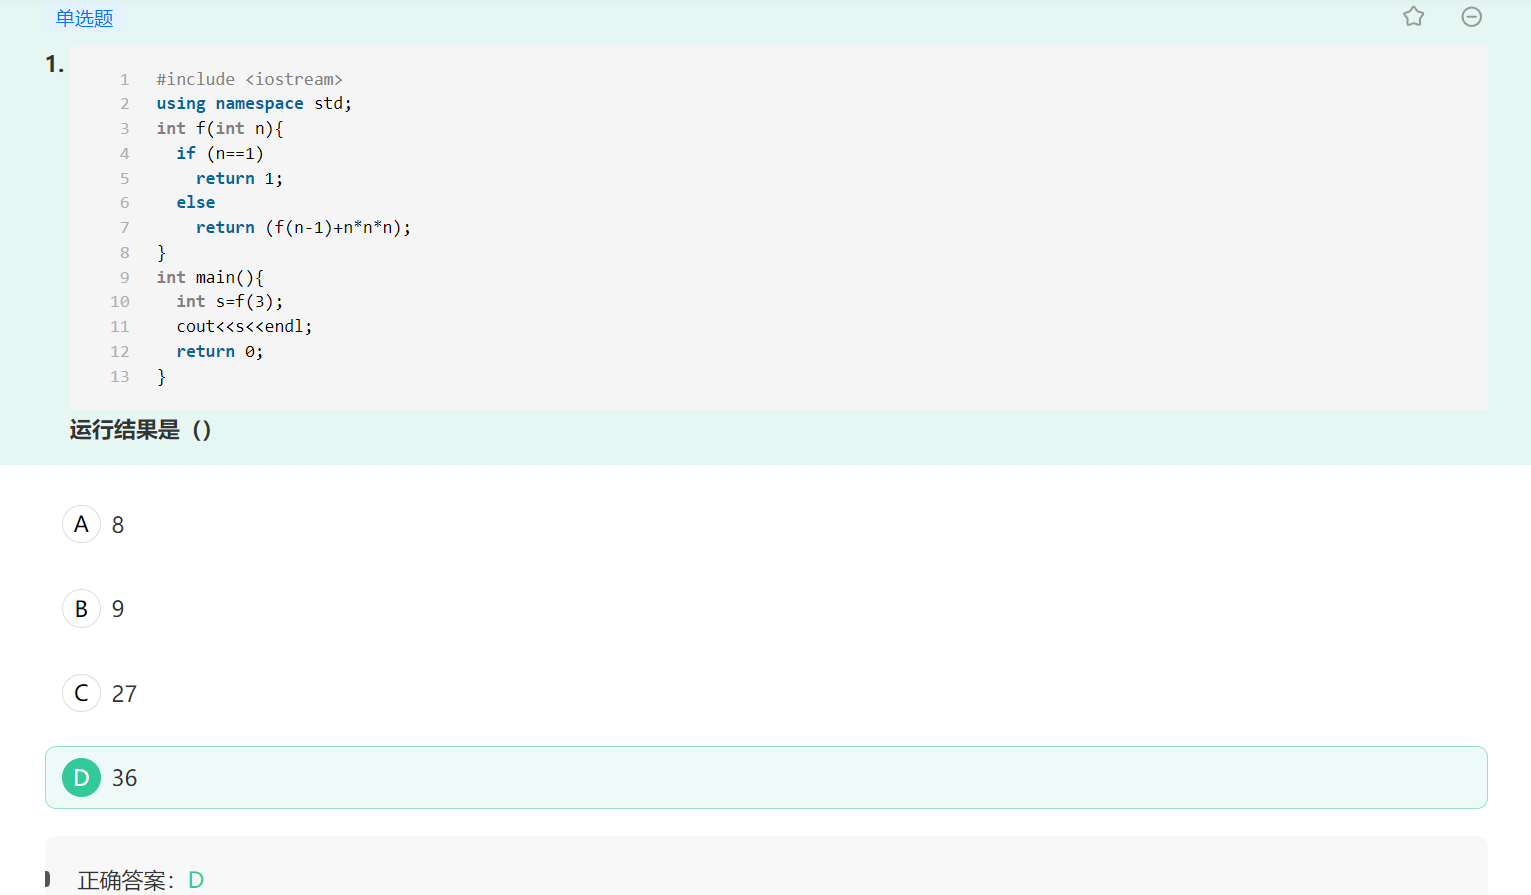 单选题
1.
1 #include <iostream>
2 using namespace std;
3 int f(int n){
4   if (n==1)
5     return 1;
6   else
7     return (f(n-1)+n*n*n);
8 }
9 int main(){
10   int s=f(3);
11   cout<<s<<endl;
12   return 0;
13 }
运行结果是（）
A 8
B 9
C 27
D 36
正确答案：D